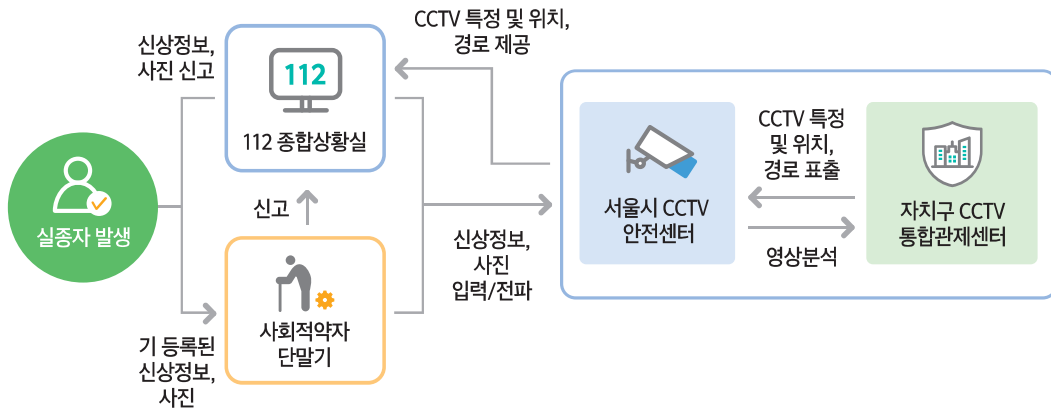 실종자 발생
신상정보,
사진 신고
112
112 종합상황실
신고
기 등록된
신상정보,
사진
사회적약자
단말기
CCTV 특정 및 위치,
경로 제공
신상정보,
사진
입력/전파
서울시 CCTV
안전센터
CCTV 특정
및 위치,
경로 표출
영상분석
자치구 CCTV
통합관제센터